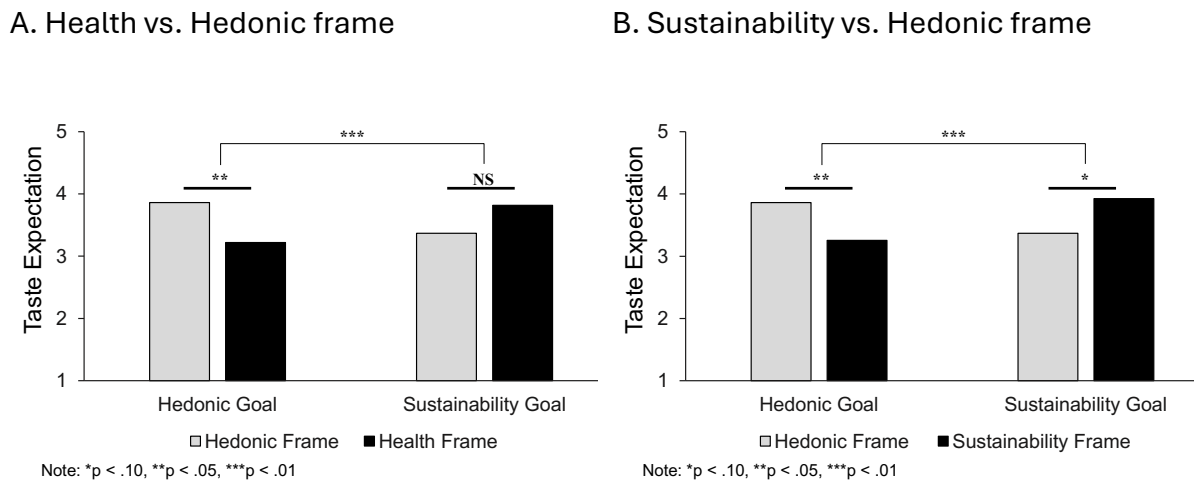 A. Health vs. Hedonic frame
Taste Expectation
5
4
3
2
1
***
**
NS
Hedonic Goal
Sustainability Goal
Hedonic Frame
Health Frame
Note: *p < .10, **p < .05, ***p < .01
B. Sustainability vs. Hedonic frame
Taste Expectation
5
4
3
2
1
***
**
*
Hedonic Goal
Sustainability Goal
Hedonic Frame
Sustainability Frame
Note: *p < .10, **p < .05, ***p < .01